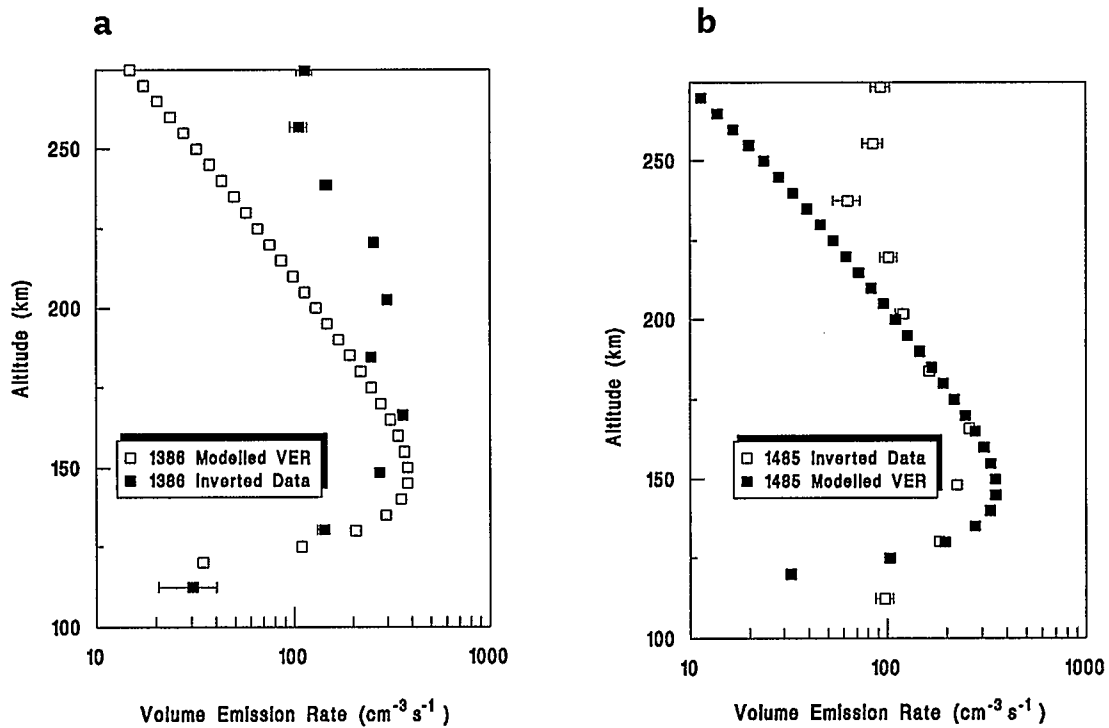 a
250
200
150
100
Altitude (km)
1386 Modelled VER
1386 Inverted Data
10
100
1000
Volume Emission Rate (cm⁻³ s⁻¹)
b
250
200
150
100
Altitude (km)
1485 Inverted Data
1485 Modelled VER
10
100
1000
Volume Emission Rate (cm⁻³ s⁻¹)